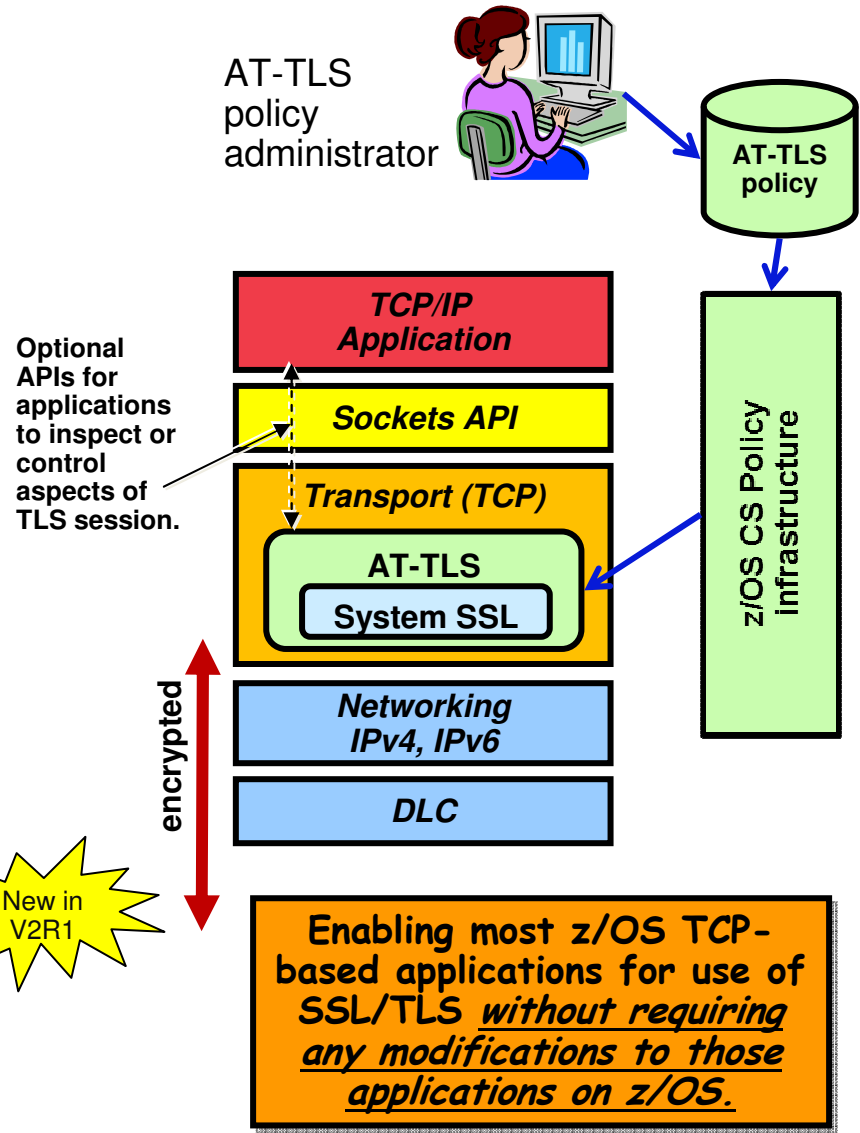 AT-TLS
policy
administrator
AT-TLS
policy
TCP/IP
Application
Optional
APIs for
applications
to inspect or
control
aspects of
TLS session.
Sockets API
Transport (TCP)
AT-TLS
System SSL
z/OS CS Policy
infrastructure
encrypted
Networking
IPv4, IPv6
DLC
New in
V2R1
Enabling most z/OS TCP-
based applications for use of
SSL/TLS without requiring
any modifications to those
applications on z/OS.